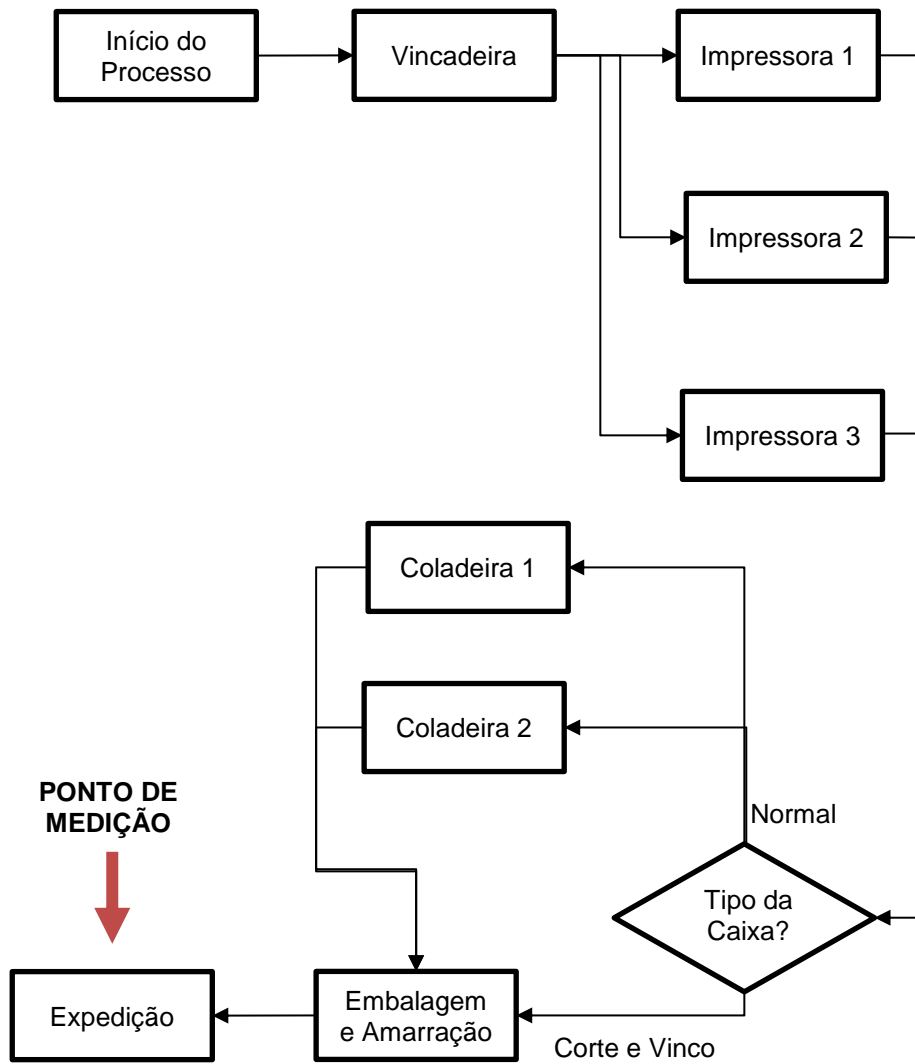 Início do
Processo
Vincadeira
Impressora 1
Impressora 2
Impressora 3
Coladeira 1
Coladeira 2
PONTO DE
MEDIÇÃO
Normal
Tipo da
Caixa?
Expedição
Embalagem
e Amarração
Corte e Vinco